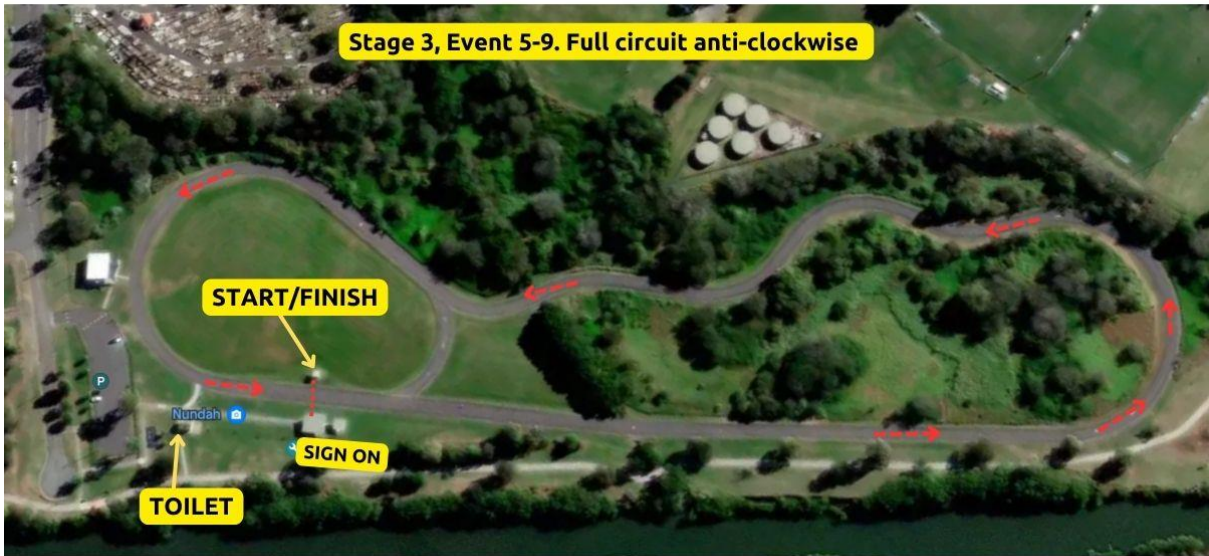 Stage 3, Event 5-9. Full circuit anti-clockwise
START/FINISH
P
Nundah
SIGN ON
TOILET